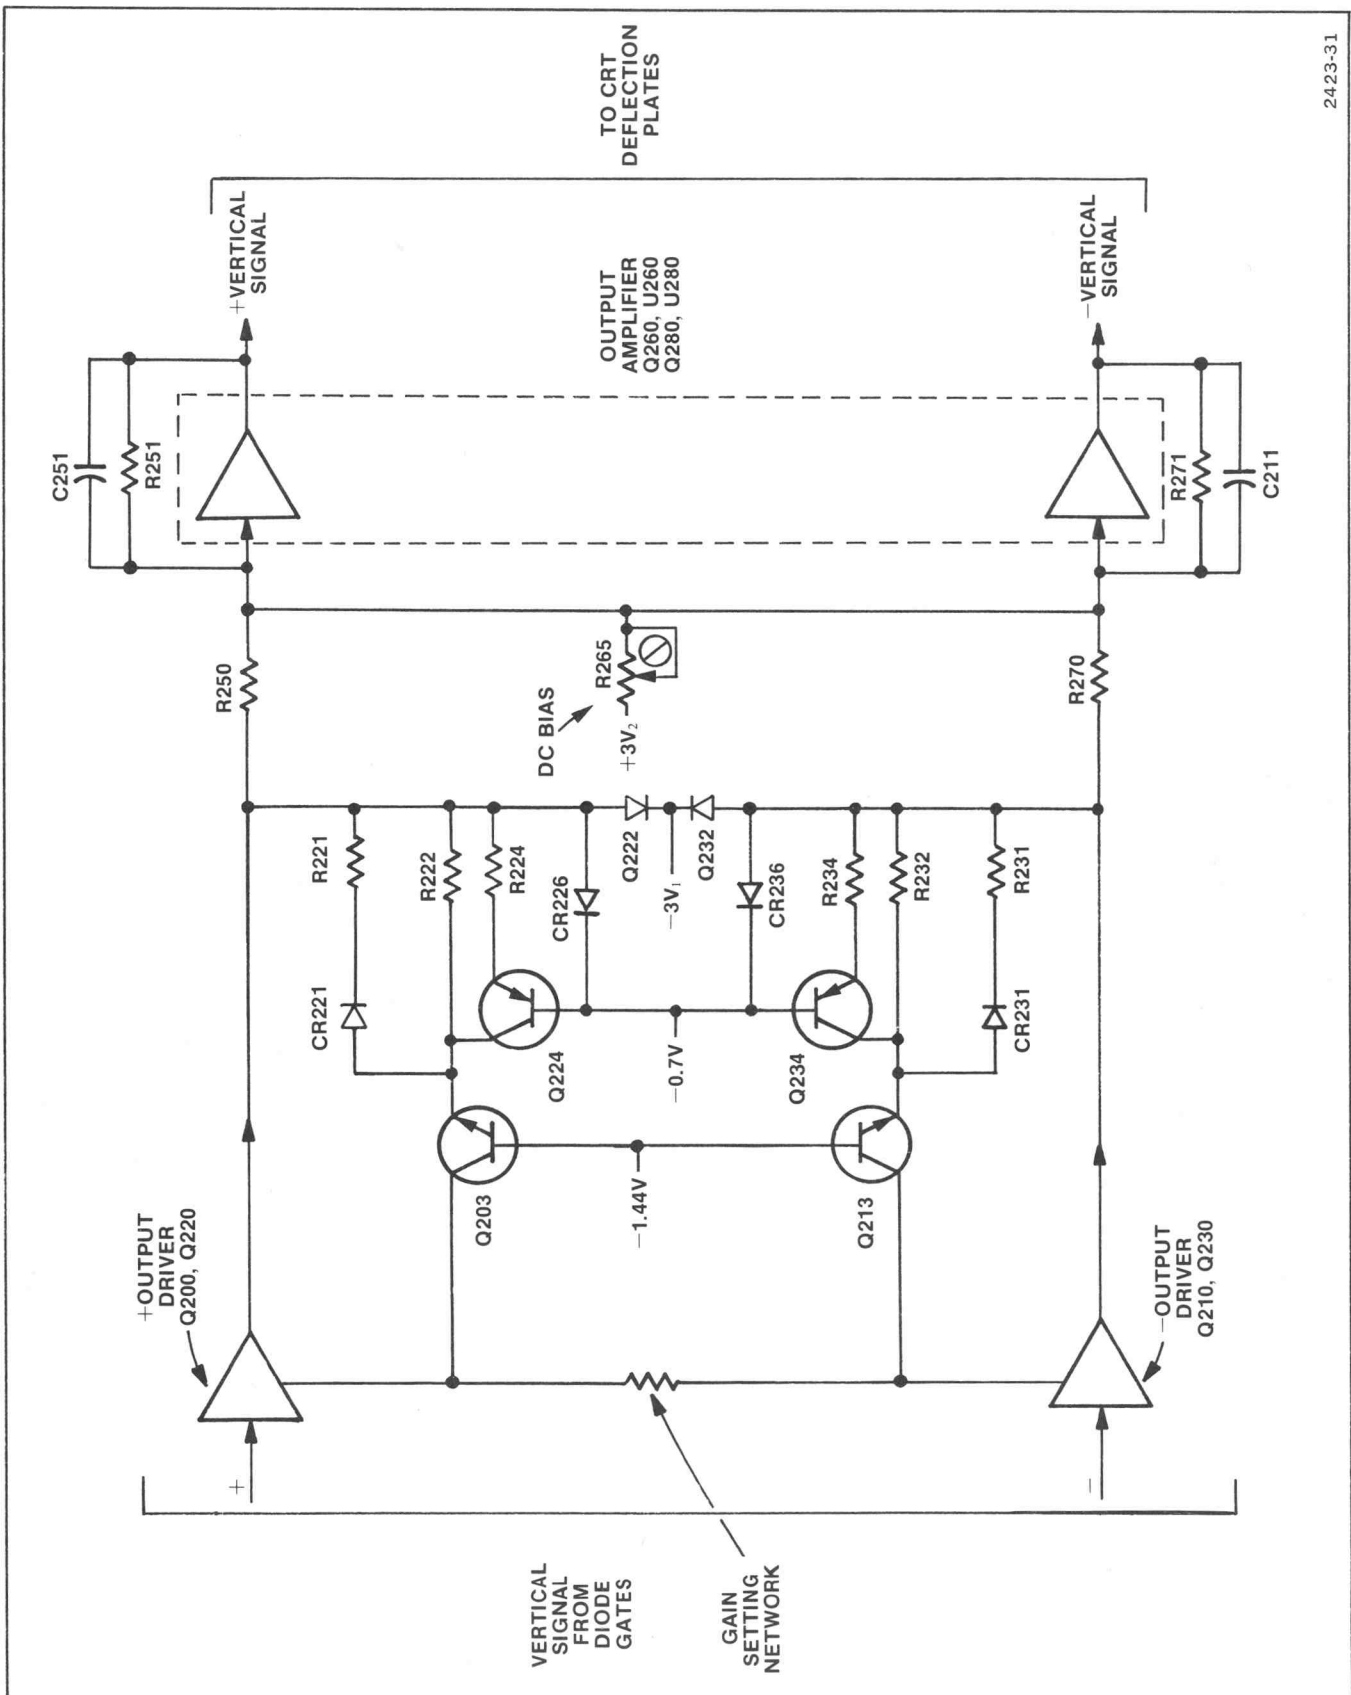 VERTICAL
SIGNAL
FROM
DIODE
GATES
GAIN
SETTING
NETWORK
+
−
+OUTPUT
DRIVER
Q200, Q220
−OUTPUT
DRIVER
Q210, Q230
Q203
−1.44V
Q213
CR221
Q224
−0.7V
Q234
CR231
R221
R222
R224
CR226
Q222
−3V₁
Q232
CR236
R234
R232
R231
DC BIAS
+3V₂
R265
R250
R270
C251
R251
R271
C211
OUTPUT
AMPLIFIER
Q260, U260
Q280, U280
+VERTICAL
SIGNAL
−VERTICAL
SIGNAL
TO CRT
DEFLECTION
PLATES
2423-31